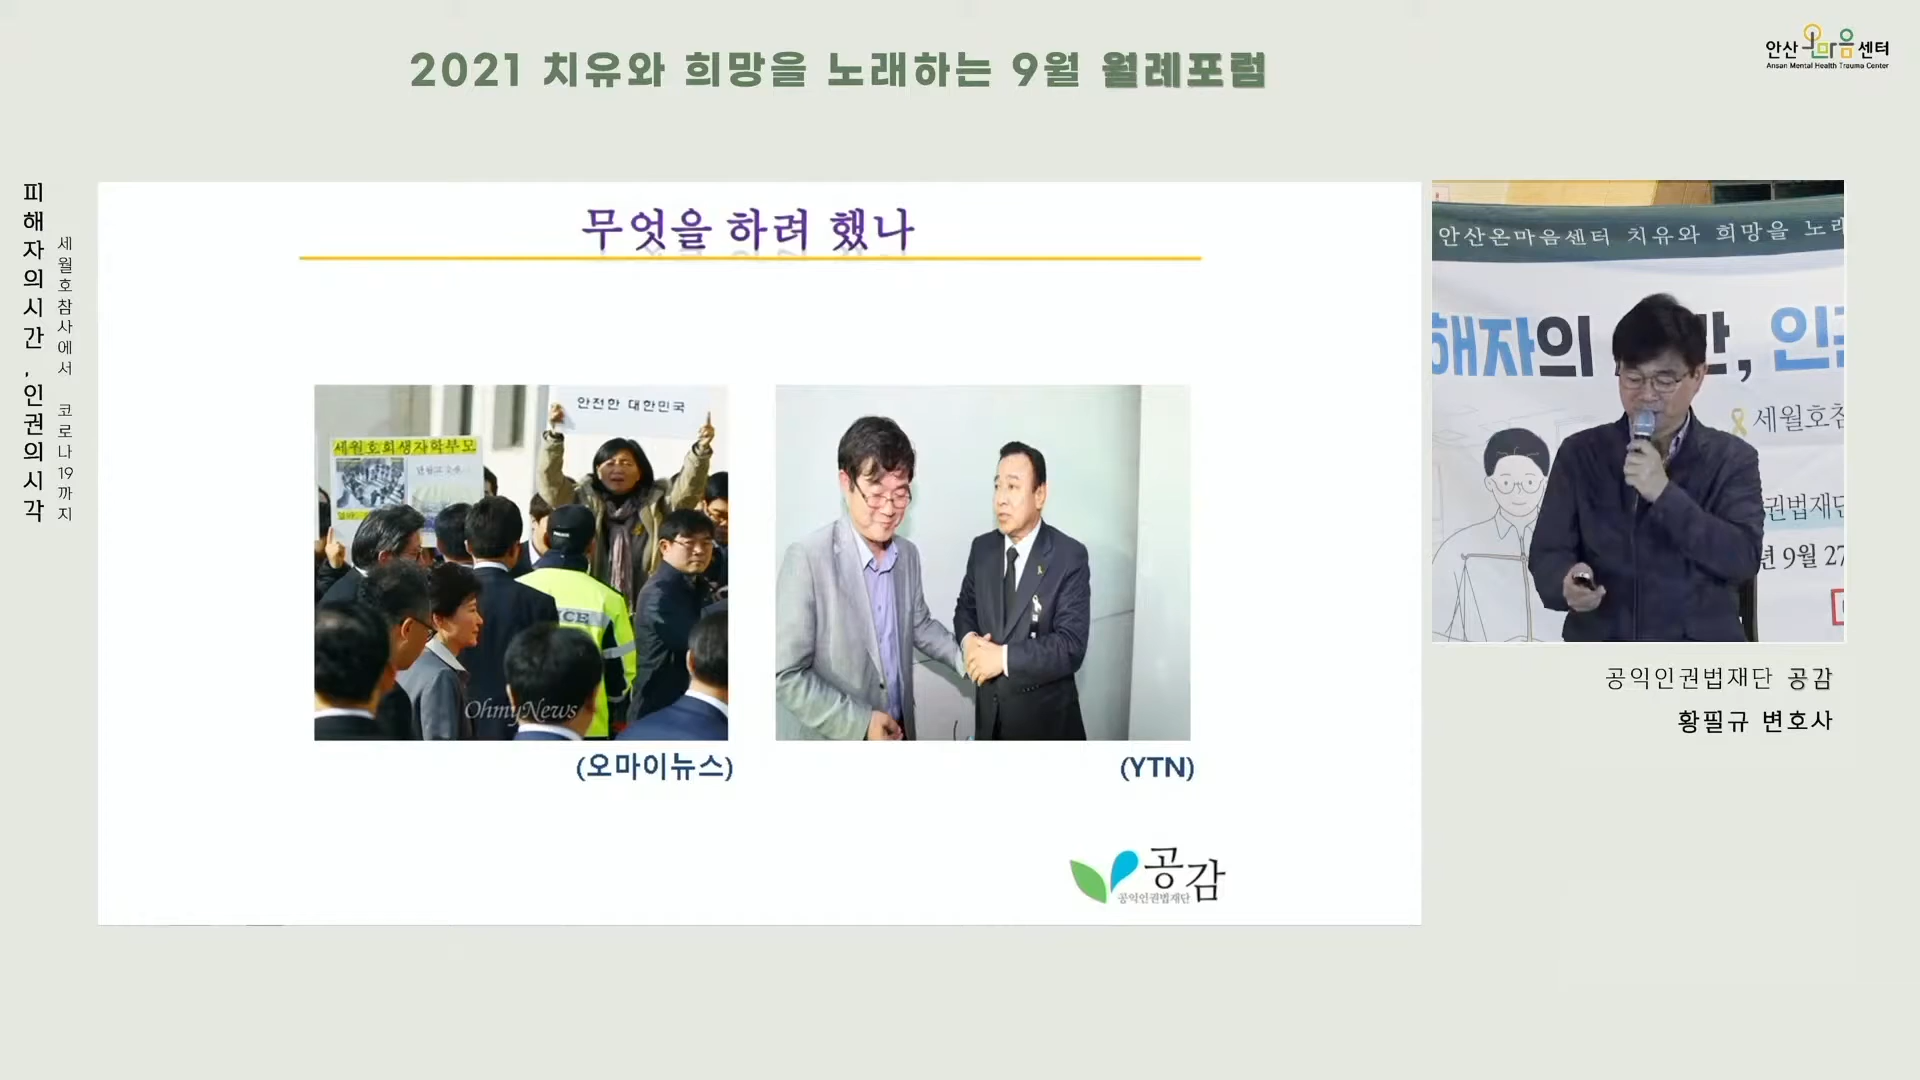 2021 치유와 희망을 노래하는 9월 월례포럼
안산온마음센터
Ansan Mental Health Trauma Center
피해자의시간,인권의시각
세월호참사에서 코로나19까지
무엇을 하려 했나
안전한 대한민국
세월호희생자학부모
OhmyNews
(오마이뉴스)
(YTN)
공감
공익인권법재단
안산온마음센터 치유와 희망을 노래
해자의 간, 인
세월호참
권법재단
년 9월 27
공익인권법재단 공감
황필규 변호사